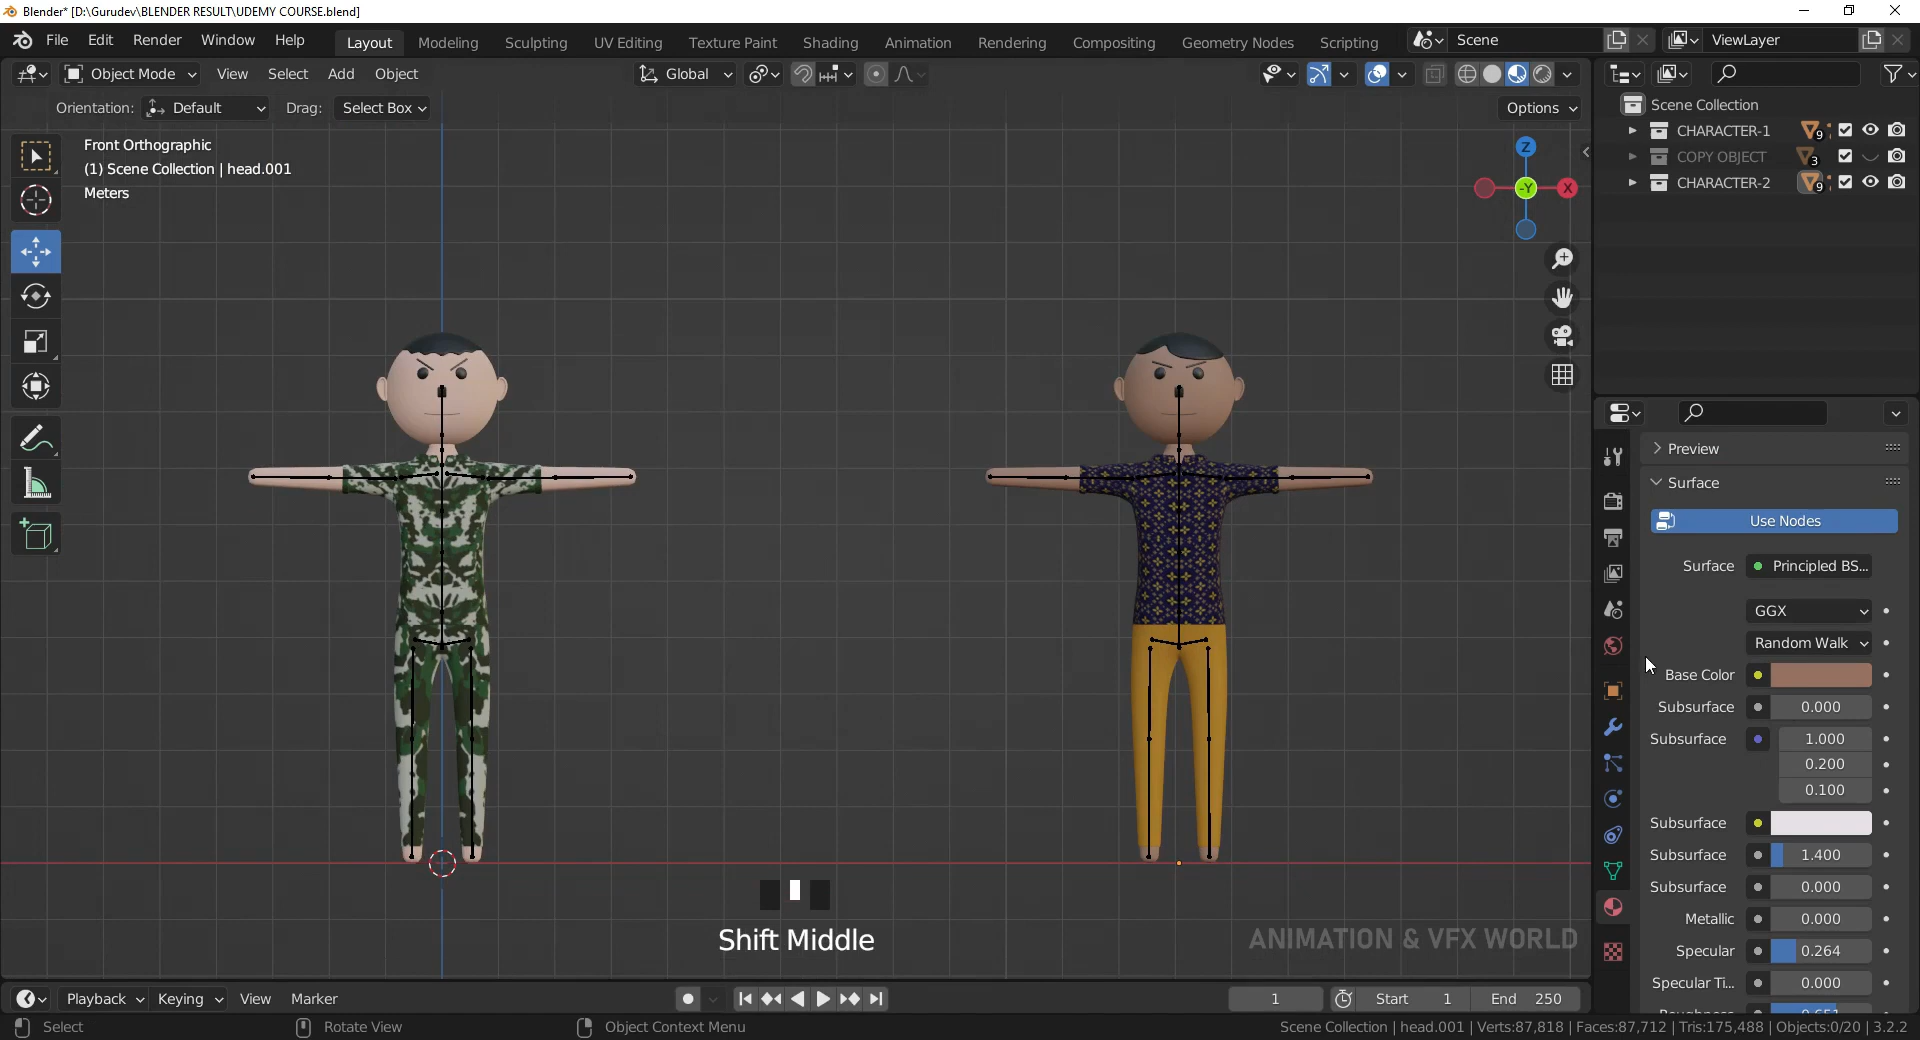 Blender* [D:\Gurudev\BLENDER RESULT\UDEMY COURSE.blend]
File Edit Render Window Help Layout Modeling Sculpting UV Editing Texture Paint Shading Animation Rendering Compositing Geometry Nodes Scripting Scene ViewLayer
Object Mode View Select Add Object Global
Orientation: Default Drag: Select Box Options
Scene Collection
CHARACTER-1 9
COPY OBJECT 3
CHARACTER-2 9
Front Orthographic
(1) Scene Collection | head.001
Meters
Z
-Y X
Preview
Surface
Use Nodes
Surface Principled BS...
GGX
Random Walk
Base Color
Subsurface 0.000
Subsurface 1.000
0.200
0.100
Subsurface
Subsurface 1.400
Subsurface 0.000
Metallic 0.000
Specular 0.264
Specular Ti... 0.000
Shift Middle
ANIMATION & VFX WORLD
Playback Keying View Marker 1 Start 1 End 250
Select Rotate View Object Context Menu Scene Collection | head.001 | Verts:87,818 | Faces:87,712 | Tris:175,488 | Objects:0/20 | 3.2.2